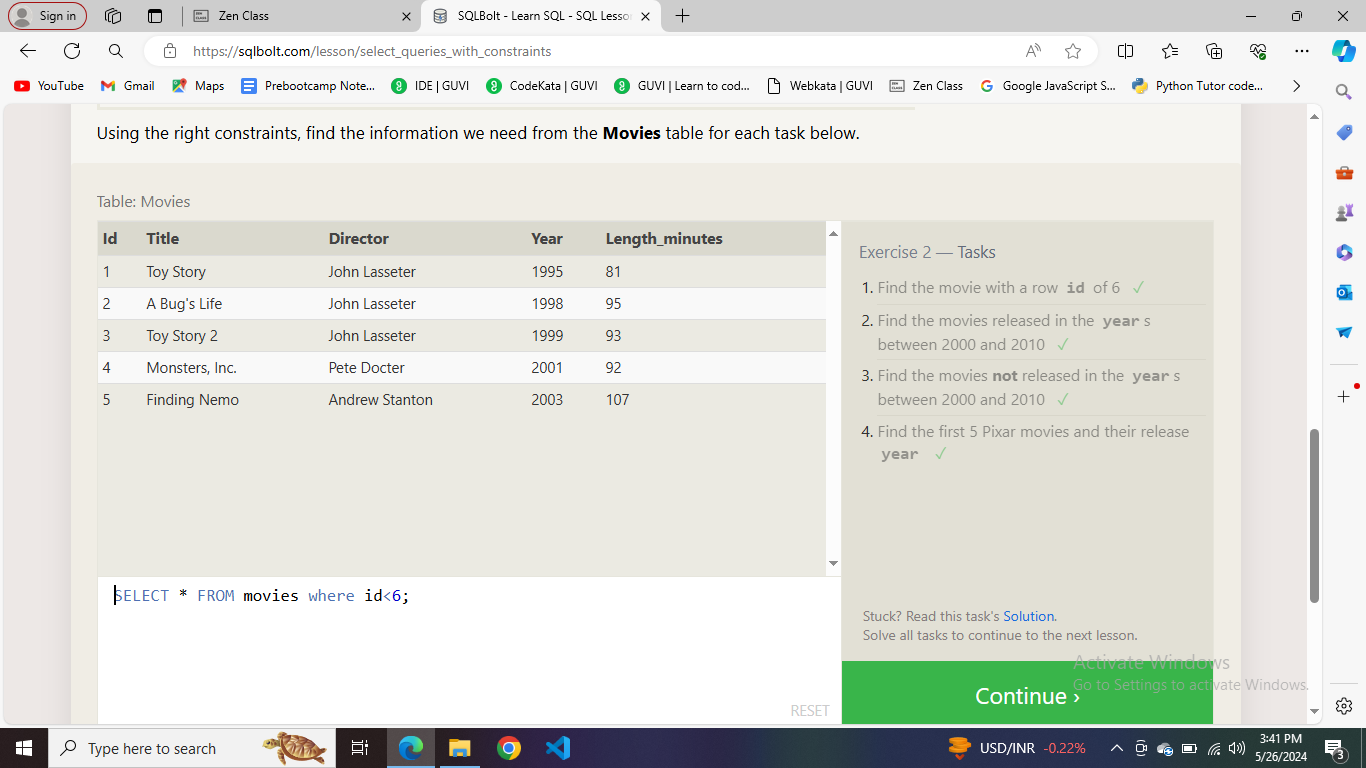 Sign in
Zen Class
SQLBolt - Learn SQL - SQL Lesso
https://sqlbolt.com/lesson/select_queries_with_constraints
YouTube Gmail Maps Prebootcamp Note... IDE | GUVI CodeKata | GUVI GUVI | Learn to cod... Webkata | GUVI Zen Class Google JavaScript S... Python Tutor code...
Using the right constraints, find the information we need from the Movies table for each task below.
Table: Movies
Id Title Director Year Length_minutes
1 Toy Story John Lasseter 1995 81
2 A Bug's Life John Lasseter 1998 95
3 Toy Story 2 John Lasseter 1999 93
4 Monsters, Inc. Pete Docter 2001 92
5 Finding Nemo Andrew Stanton 2003 107
SELECT * FROM movies where id<6;
RESET
Exercise 2 — Tasks
1. Find the movie with a row id of 6 ✓
2. Find the movies released in the year s
between 2000 and 2010 ✓
3. Find the movies not released in the year s
between 2000 and 2010 ✓
4. Find the first 5 Pixar movies and their release
year ✓
Stuck? Read this task's Solution.
Solve all tasks to continue to the next lesson.
Continue ›
Activate Windows
Go to Settings to activate Windows.
Type here to search
USD/INR -0.22%
3:41 PM
5/26/2024
3